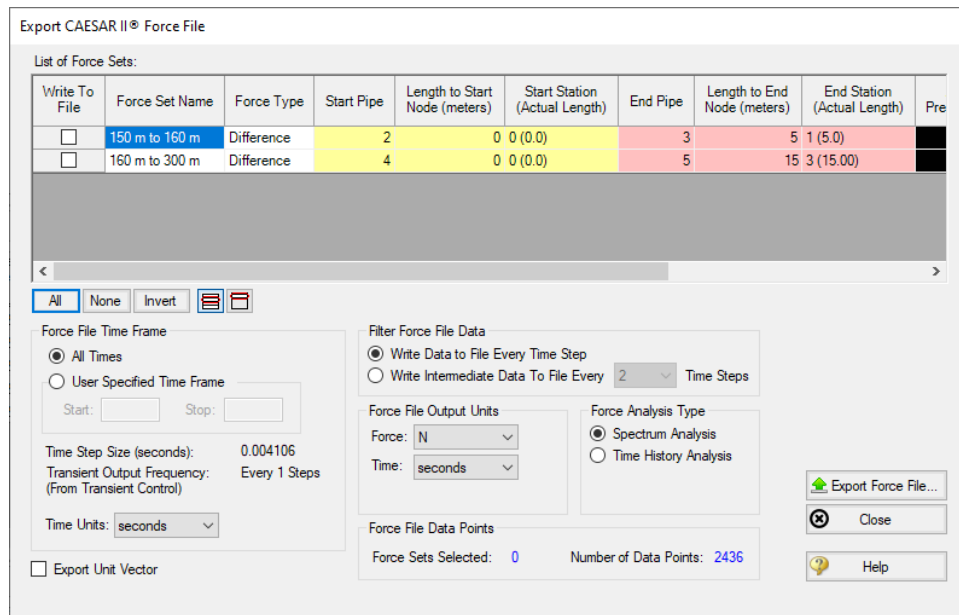 Export CAESAR II® Force File
List of Force Sets:
Write To File Force Set Name Force Type Start Pipe Length to Start Node (meters) Start Station (Actual Length) End Pipe Length to End Node (meters) End Station (Actual Length) Pre
150 m to 160 m Difference 2 0 0 (0.0) 3 5 1 (5.0)
160 m to 300 m Difference 4 0 0 (0.0) 5 15 3 (15.00)
All None Invert
Force File Time Frame
All Times
User Specified Time Frame
Start: Stop:
Time Step Size (seconds): 0.004106
Transient Output Frequency: Every 1 Steps
(From Transient Control)
Time Units: seconds
Export Unit Vector
Filter Force File Data
Write Data to File Every Time Step
Write Intermediate Data To File Every 2 Time Steps
Force File Output Units
Force: N
Time: seconds
Force Analysis Type
Spectrum Analysis
Time History Analysis
Force File Data Points
Force Sets Selected: 0 Number of Data Points: 2436
Export Force File...
Close
Help